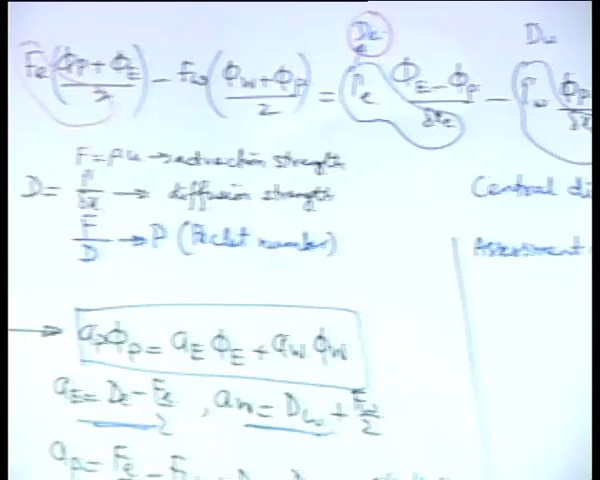 De Dw
Fe(ϕP+ϕE/2) - Fw(ϕW+ϕP/2) = Γe ϕE-ϕP/δxe - Γw ϕP/δx
F = ρu → advection strength
D = Γ/δx → diffusion strength
Central di
F/D → P (Peclet number)
Assessment
→ aPϕP = aEϕE + aWϕW
aE = De - Fe/2 , aW = Dw + Fw/2
aP = Fe